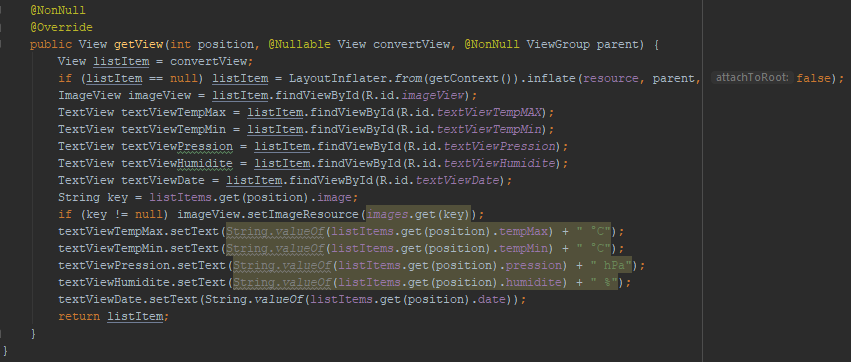 @NonNull
@Override
public View getView(int position, @Nullable View convertView, @NonNull ViewGroup parent) {
View listItem = convertView;
if (listItem == null) listItem = LayoutInflater.from(getContext()).inflate(resource, parent, attachToRoot: false);
ImageView imageView = listItem.findViewById(R.id.imageView);
TextView textViewTempMax = listItem.findViewById(R.id.textViewTempMAX);
TextView textViewTempMin = listItem.findViewById(R.id.textViewTempMin);
TextView textViewPression = listItem.findViewById(R.id.textViewPression);
TextView textViewHumidite = listItem.findViewById(R.id.textViewHumidite);
TextView textViewDate = listItem.findViewById(R.id.textViewDate);
String key = listItems.get(position).image;
if (key != null) imageView.setImageResource(images.get(key));
textViewTempMax.setText(String.valueOf(listItems.get(position).tempMax) + " °C");
textViewTempMin.setText(String.valueOf(listItems.get(position).tempMin) + " °C");
textViewPression.setText(String.valueOf(listItems.get(position).pression) + " hPa");
textViewHumidite.setText(String.valueOf(listItems.get(position).humidite) + " %");
textViewDate.setText(String.valueOf(listItems.get(position).date));
return listItem;
}
}